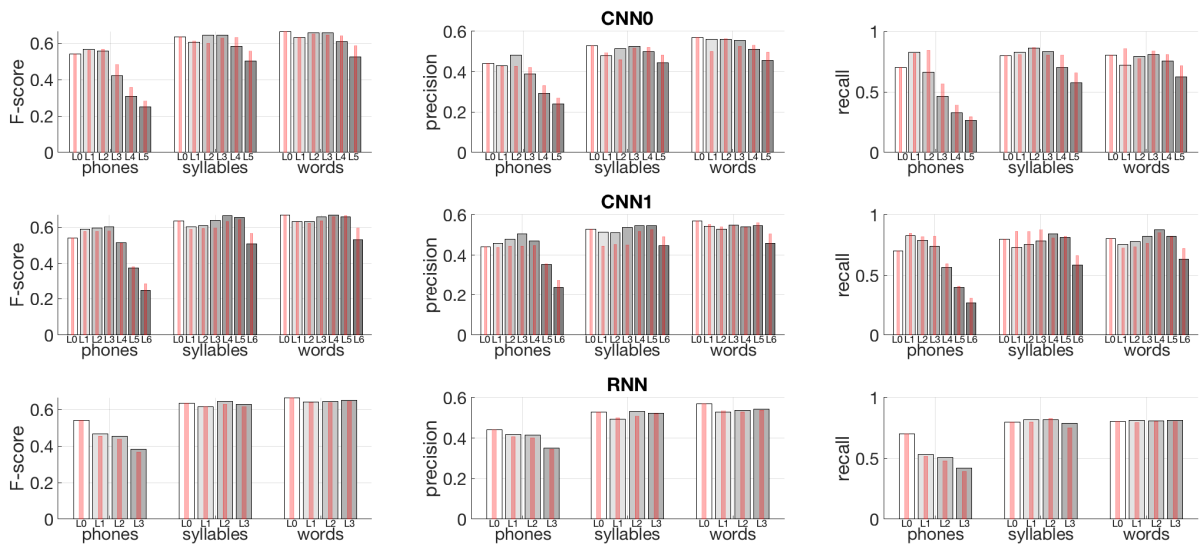 CNN0
F-score
0.6
0.4
0.2
0
L0 L1 L2 L3 L4 L5 L0 L1 L2 L3 L4 L5 L0 L1 L2 L3 L4 L5
phones syllables words
precision
0.6
0.4
0.2
0
L0 L1 L2 L3 L4 L5 L0 L1 L2 L3 L4 L5 L0 L1 L2 L3 L4 L5
phones syllables words
recall
1
0.5
0
L0 L1 L2 L3 L4 L5 L0 L1 L2 L3 L4 L5 L0 L1 L2 L3 L4 L5
phones syllables words
CNN1
F-score
0.6
0.4
0.2
0
L0 L1 L2 L3 L4 L5 L6 L0 L1 L2 L3 L4 L5 L6 L0 L1 L2 L3 L4 L5 L6
phones syllables words
precision
0.6
0.4
0.2
0
L0 L1 L2 L3 L4 L5 L6 L0 L1 L2 L3 L4 L5 L6 L0 L1 L2 L3 L4 L5 L6
phones syllables words
recall
1
0.5
0
L0 L1 L2 L3 L4 L5 L6 L0 L1 L2 L3 L4 L5 L6 L0 L1 L2 L3 L4 L5 L6
phones syllables words
RNN
F-score
0.6
0.4
0.2
0
L0 L1 L2 L3 L0 L1 L2 L3 L0 L1 L2 L3
phones syllables words
precision
0.6
0.4
0.2
0
L0 L1 L2 L3 L0 L1 L2 L3 L0 L1 L2 L3
phones syllables words
recall
1
0.5
0
L0 L1 L2 L3 L0 L1 L2 L3 L0 L1 L2 L3
phones syllables words